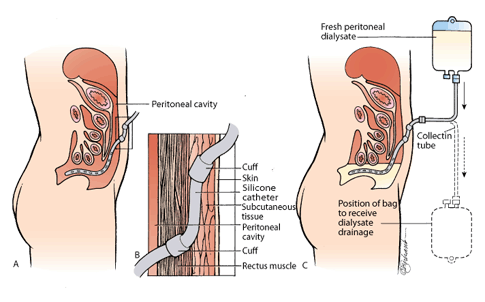 Peritoneal cavity
A
Cuff
Skin
Silicone
catheter
Subcutaneous
tissue
Peritoneal
cavity
Cuff
Rectus muscle
B
Fresh peritoneal
dialysate
Collectin
tube
Position of bag
to receive
dialysate
drainage
C